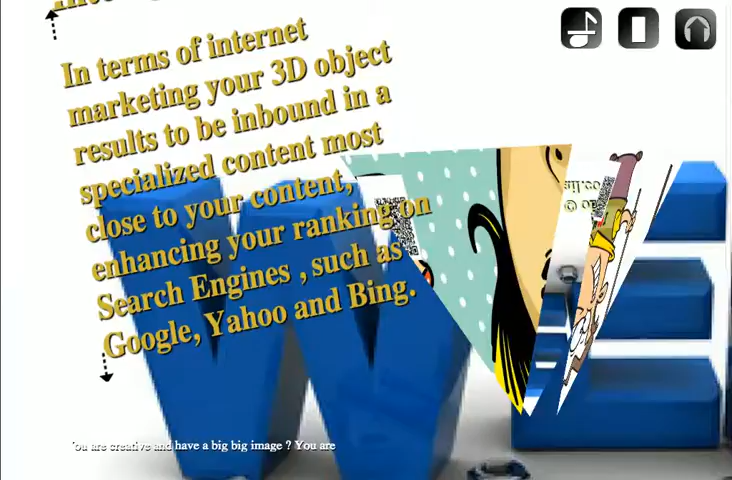 In terms of internet
marketing your 3D object
results to be inbound in a
specialized content most
close to your content,
enhancing your ranking on
Search Engines , such as
Google, Yahoo and Bing.
You are creative and have a big big image ? You are